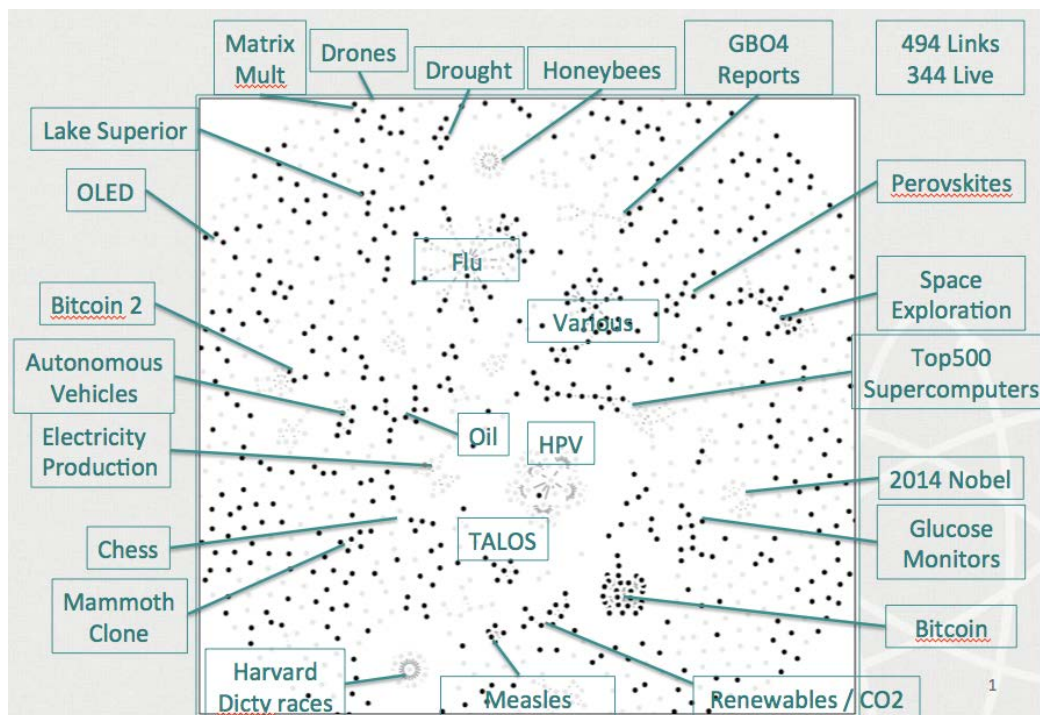 Matrix
Mult
Drones
Drought
Honeybees
GBO4
Reports
494 Links
344 Live
Lake Superior
OLED
Perovskites
Flu
Bitcoin 2
Various
Space
Exploration
Autonomous
Vehicles
Top500
Supercomputers
Electricity
Production
Oil
HPV
2014 Nobel
Chess
TALOS
Glucose
Monitors
Mammoth
Clone
Bitcoin
Harvard
Dicty races
Measles
Renewables / CO2
1